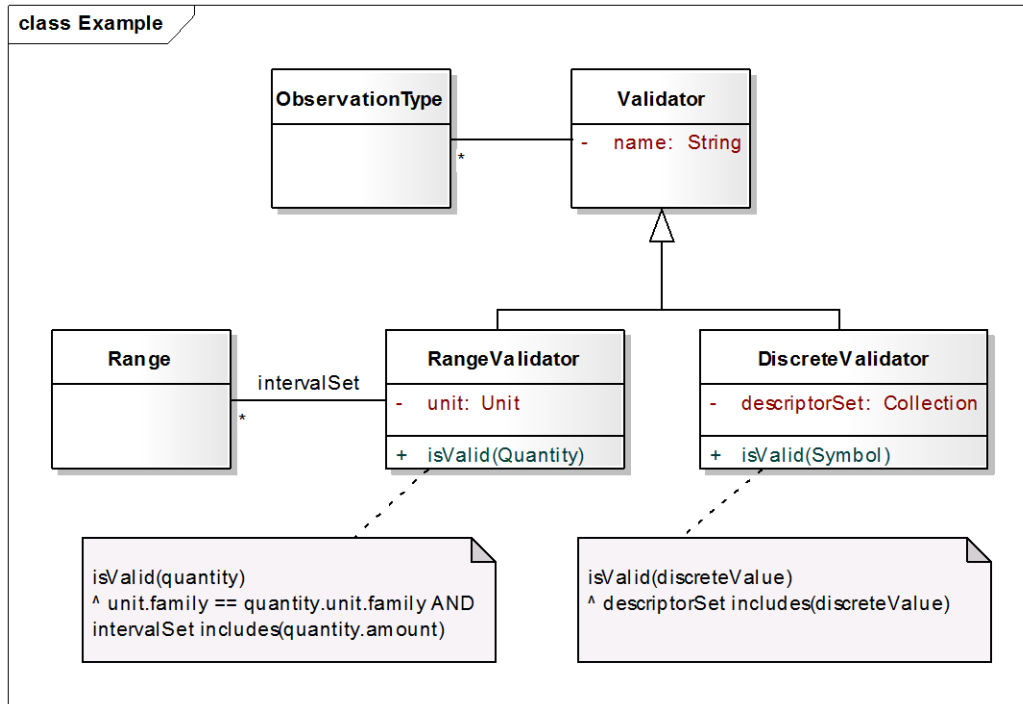 class Example
ObservationType
Validator
- name: String
*
Range
RangeValidator
DiscreteValidator
intervalSet
- unit: Unit
- descriptorSet: Collection
*
+ isValid(Quantity)
+ isValid(Symbol)
isValid(quantity)
^ unit.family == quantity.unit.family AND
intervalSet includes(quantity.amount)
isValid(discreteValue)
^ descriptorSet includes(discreteValue)